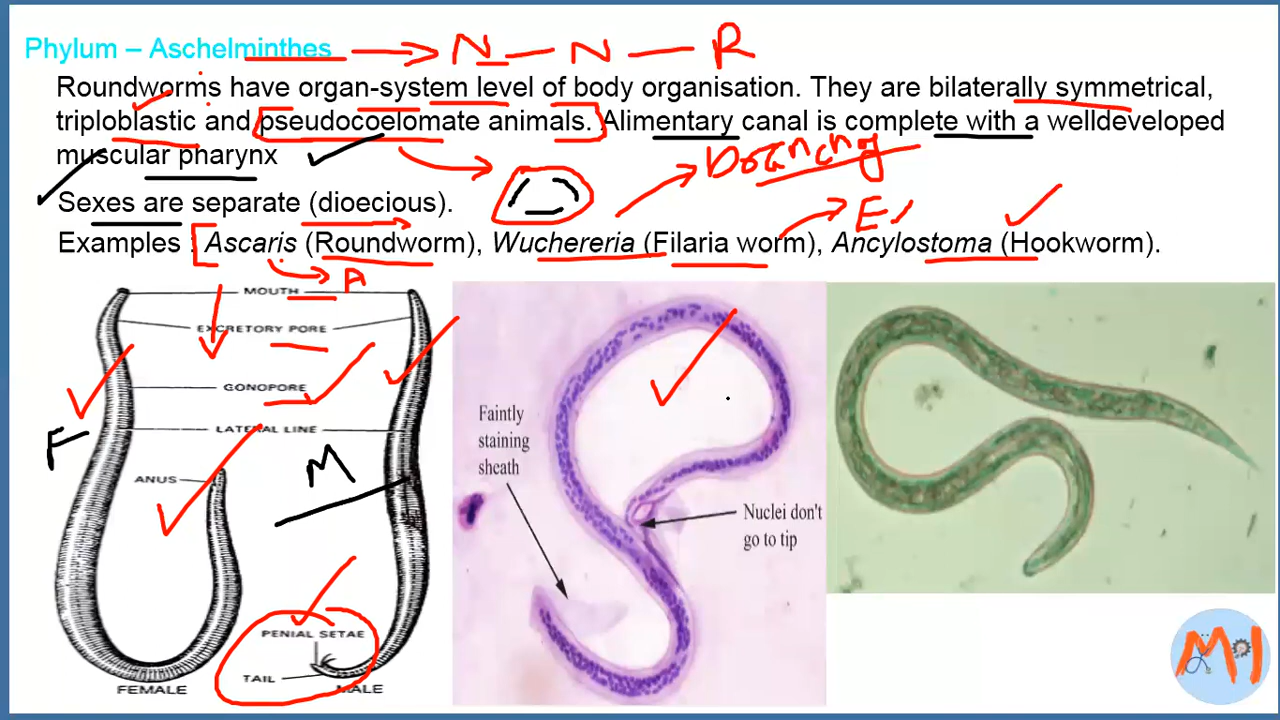 Phylum – Aschelminthes N – N – R
Roundworms have organ-system level of body organisation. They are bilaterally symmetrical,
triploblastic and pseudocoelomate animals. Alimentary canal is complete with a welldeveloped
muscular pharynx
Sexes are separate (dioecious).
Examples : Ascaris (Roundworm), Wuchereria (Filaria worm), Ancylostoma (Hookworm).
A
MOUTH
EXCRETORY PORE
GONOPORE
LATERAL LINE
F
M
ANUS
PENIAL SETAE
TAIL
FEMALE
MALE
Faintly
staining
sheath
Nuclei don't
go to tip
MI